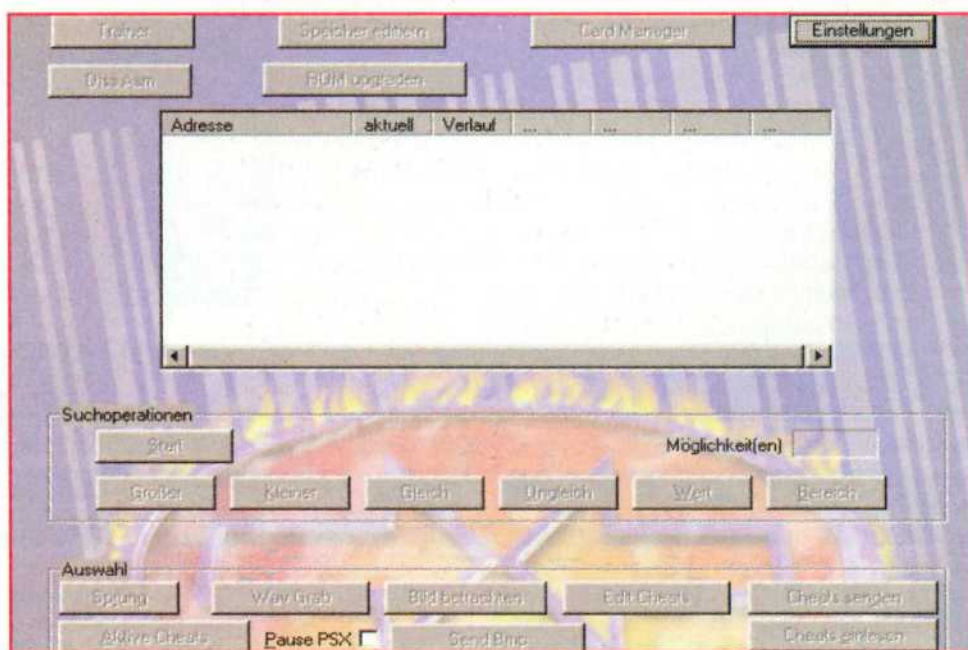 Trainer Speicher editieren Card Manager Einstellungen
Diss Asm ROM upgraden
Adresse aktuell Verlauf ... ... ... ...
Suchoperationen
Start Möglichkeit(en)
Größer Kleiner Gleich Ungleich Wert Bereich
Auswahl
Sprung Wav Grab Bild betrachten Edit Cheats Cheats senden
Aktive Cheats Pause PSX Send Bmp Cheats einlesen